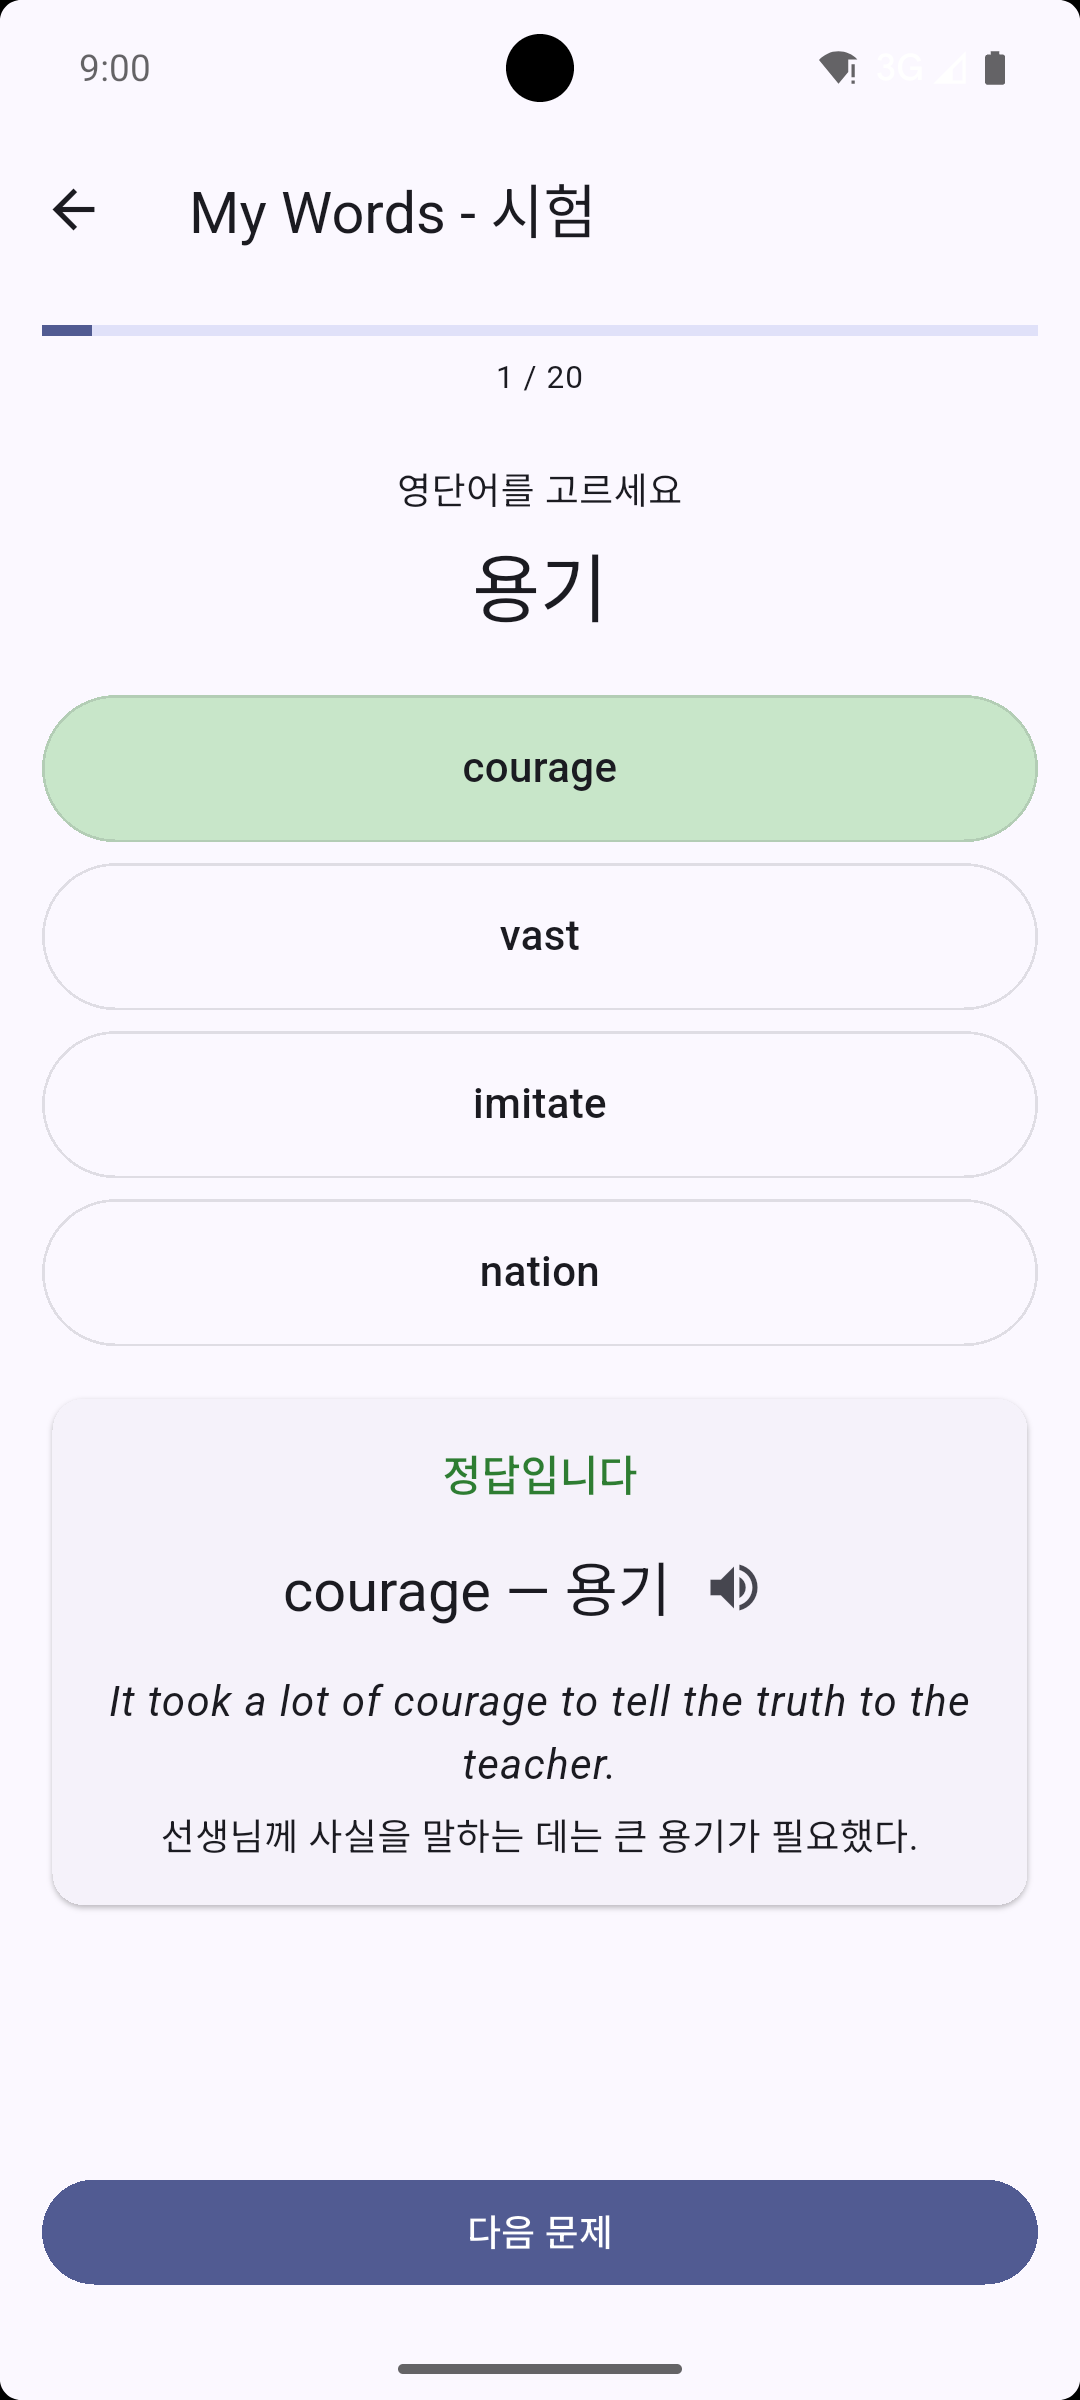 9:00
3G
My Words - 시험
1 / 20
영단어를 고르세요
용기
courage
vast
imitate
nation
정답입니다
courage — 용기
It took a lot of courage to tell the truth to the
teacher.
선생님께 사실을 말하는 데는 큰 용기가 필요했다.
다음 문제